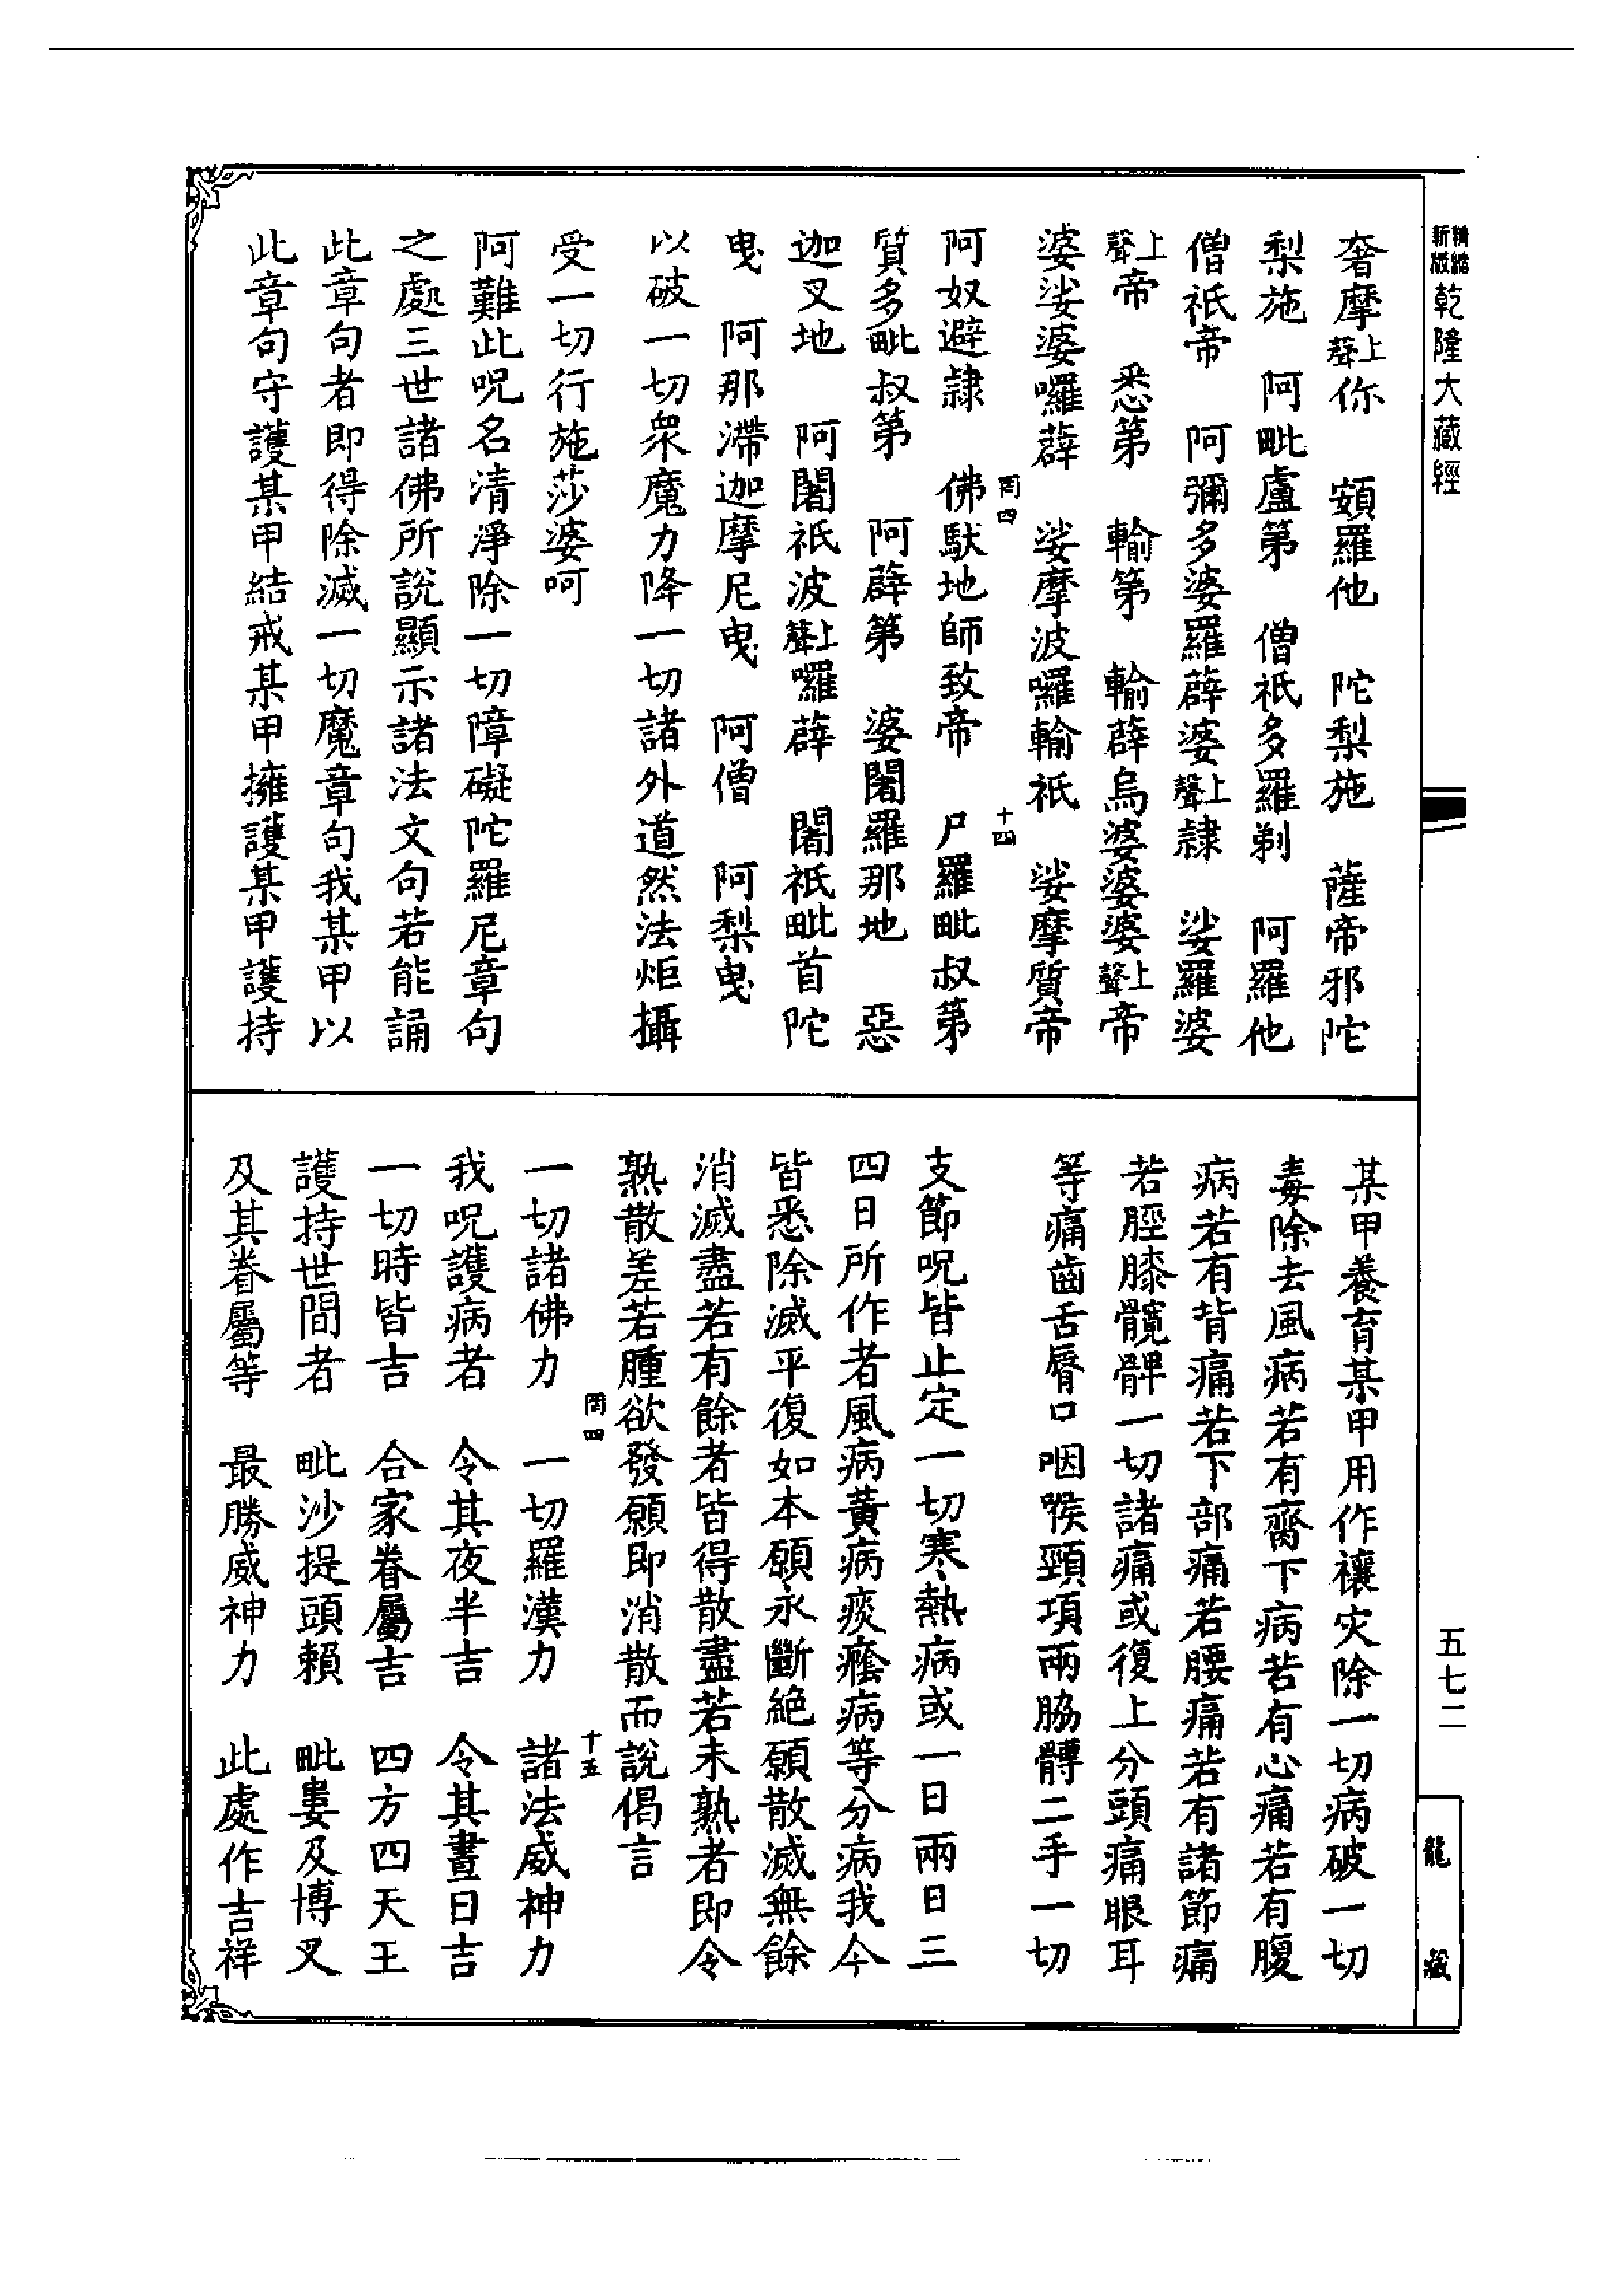 精縮新版乾隆大藏經
五七二
龍藏
奢摩上聲你　頞羅他　陀梨施　薩帝邪陀
梨施　阿毗盧第　僧祇多羅剃　阿羅他
僧祇帝　阿彌多婆羅薜婆上聲隸　娑羅婆
上聲帝　悉第　輸第　輸薜烏婆婆婆上聲帝
婆娑婆囉薜　娑摩波囉輸祇　娑摩質帝
罔四
十四
阿奴避隸　佛馱地師致帝　尸羅毗叔第
質多毗叔第　阿薜第　婆闍羅那地　惡
迦叉地　阿闍祇波上聲囉薜　闍祇毗首陀
曳　阿那滯迦摩尼曳　阿僧　阿梨曳
以破一切衆魔力降一切諸外道然法炬攝
受一切行施莎婆呵
阿難此呪名清淨除一切障礙陀羅尼章句
之處三世諸佛所說顯示諸法文句若能誦
此章句者即得除滅一切魔章句我某甲以
此章句守護某甲結戒某甲擁護某甲護持
某甲養育某甲用作禳灾除一切病破一切
毒除去風病若有齎下病若有心痛若有腹
病若有背痛若下部痛若腰痛若有諸節痛
若脛膝髖髀一切諸痛或復上分頭痛眼耳
等痛齒舌脣口咽喉頸項兩脇髆二手一切
支節呪皆止定一切寒熱病或一日兩日三
四日所作者風病黃病痰癊病等分病我今
皆悉除滅平復如本願永斷絕願散滅無餘
消滅盡若有餘者皆得散盡若未熟者即令
熟散差若腫欲發願即消散而說偈言
罔四
十五
一切諸佛力　一切羅漢力　諸法威神力
我呪護病者　令其夜半吉　令其晝日吉
一切時皆吉　合家眷屬吉　四方四天王
護持世間者　毗沙提頭賴　毗婁及博叉
及其眷屬等　最勝威神力　此處作吉祥